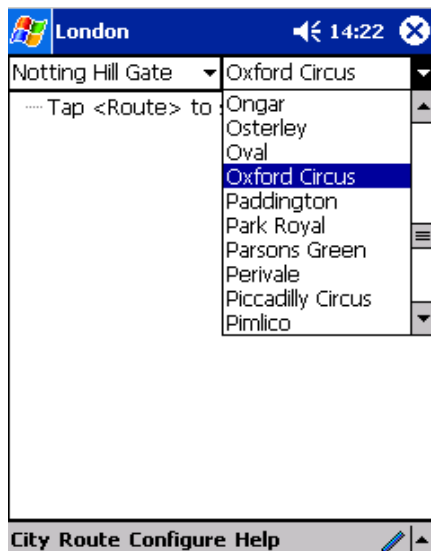 London 14:22
Notting Hill Gate Oxford Circus
Tap <Route> to
Ongar
Osterley
Oval
Oxford Circus
Paddington
Park Royal
Parsons Green
Perivale
Piccadilly Circus
Pimlico
City Route Configure Help